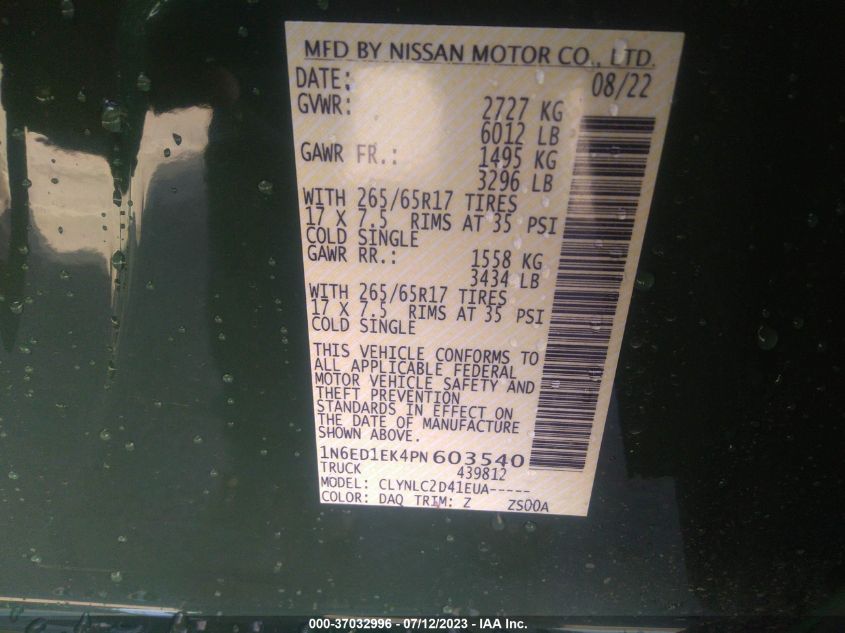 MFD BY NISSAN MOTOR CO., LTD.
DATE: 08/22
GVWR: 2727 KG
6012 LB
GAWR FR.: 1495 KG
3296 LB
WITH 265/65R17 TIRES
17 X 7.5 RIMS AT 35 PSI
COLD SINGLE
GAWR RR.: 1558 KG
3434 LB
WITH 265/65R17 TIRES
17 X 7.5 RIMS AT 35 PSI
COLD SINGLE
THIS VEHICLE CONFORMS TO
ALL APPLICABLE FEDERAL
MOTOR VEHICLE SAFETY AND
THEFT PREVENTION
STANDARDS IN EFFECT ON
THE DATE OF MANUFACTURE
SHOWN ABOVE.
1N6ED1EK4PN603540
TRUCK 439812
MODEL: CLYNLC2D41EUA-----
COLOR: DAQ TRIM: Z ZS00A
000-37032996 - 07/12/2023 - IAA Inc.